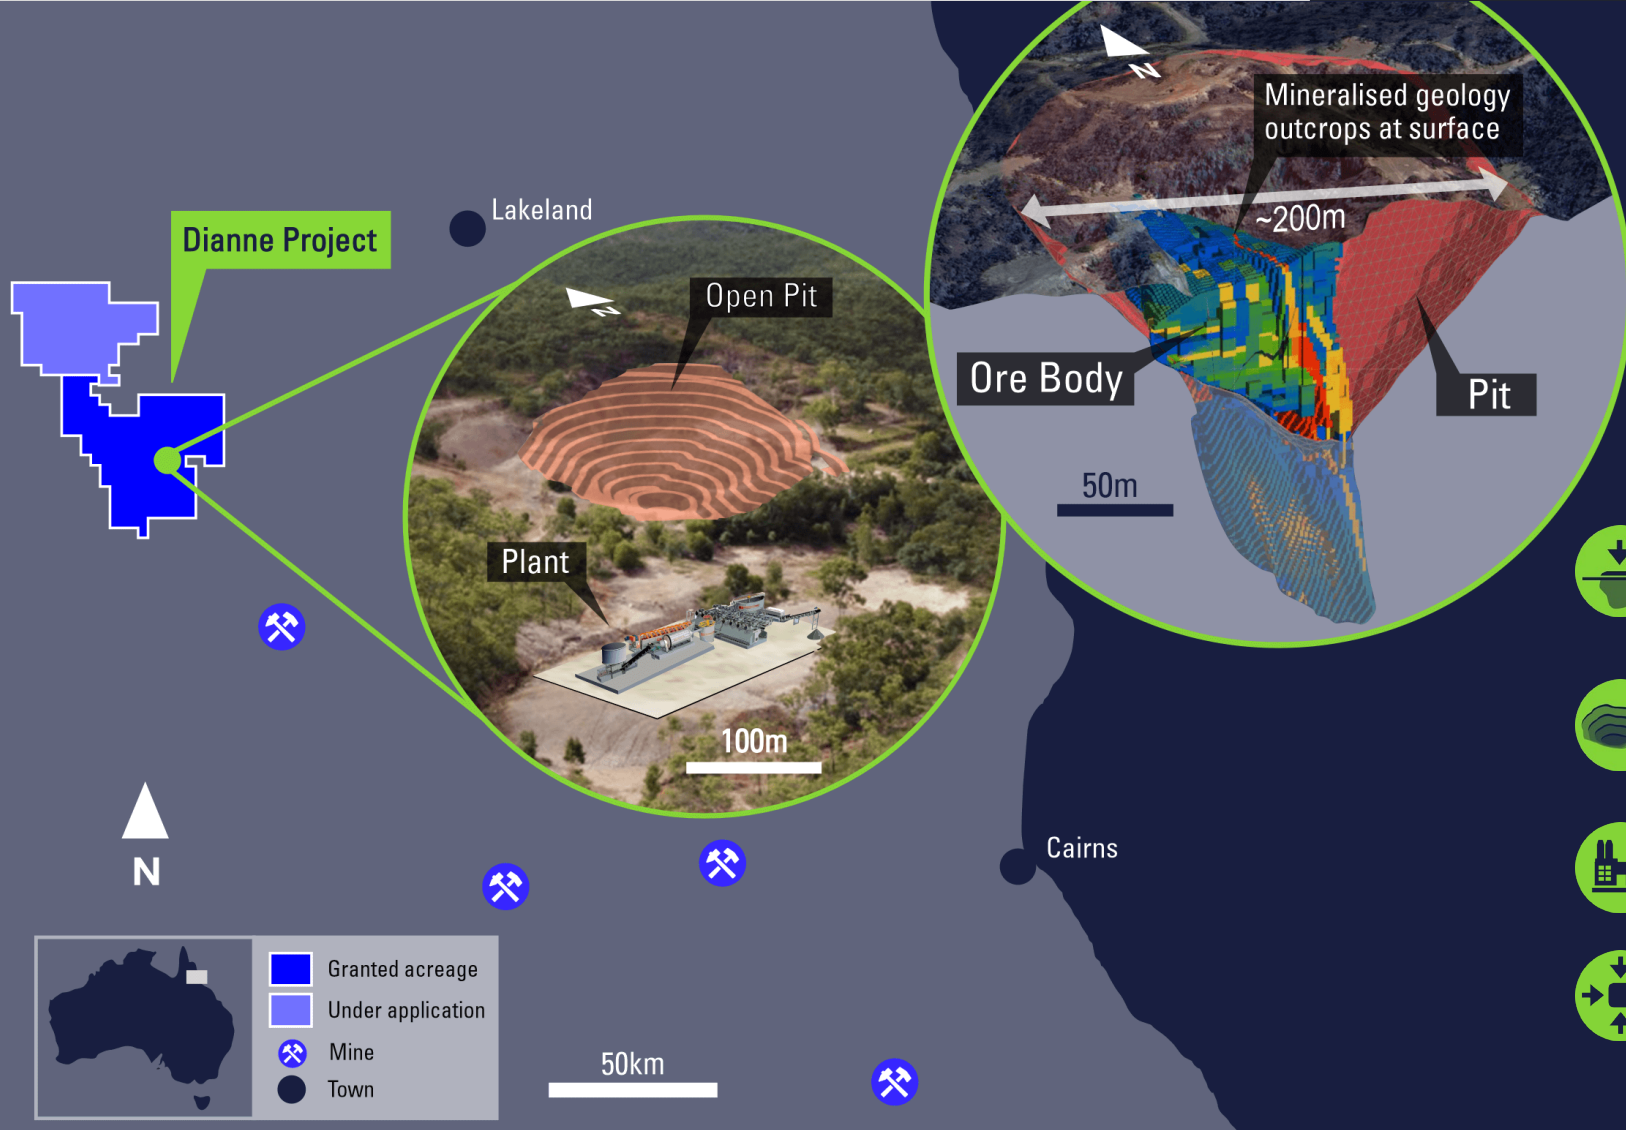 Mineralised geology
outcrops at surface
N
~200m
Lakeland
Dianne Project
Open Pit
N
Ore Body
Pit
50m
Plant
100m
Cairns
N
Granted acreage
Under application
Mine
Town
50km